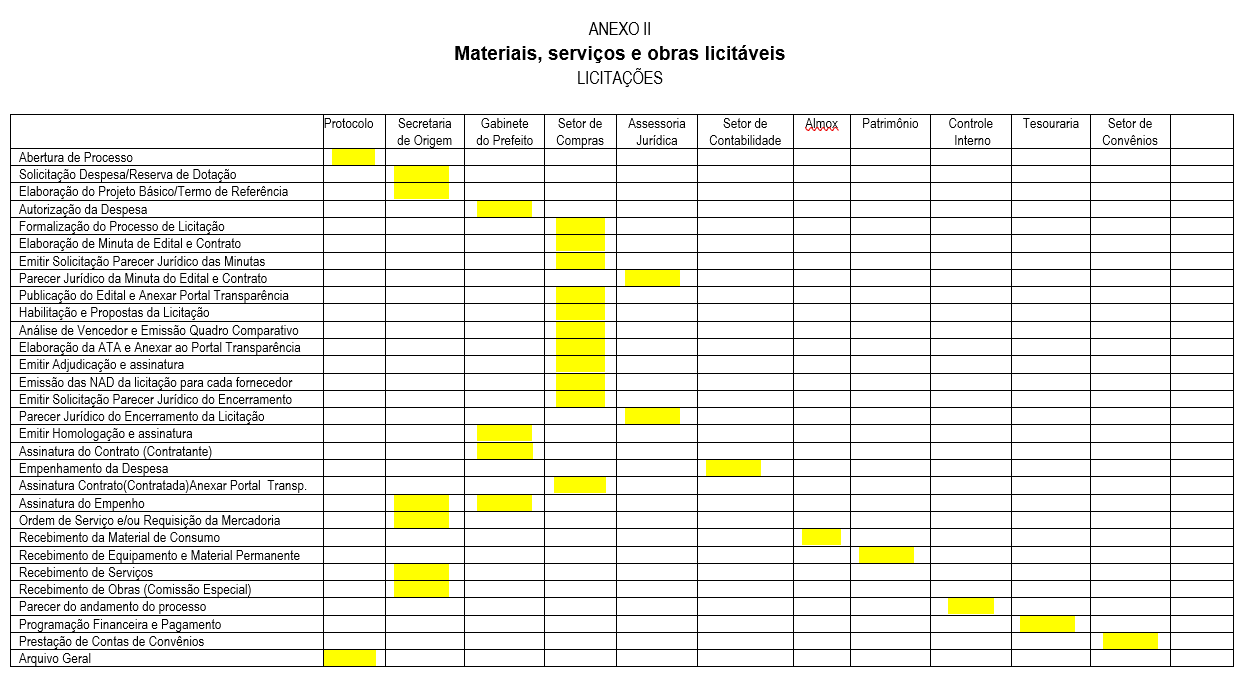 ANEXO II
Materiais, serviços e obras licitáveis
LICITAÇÕES
Protocolo Secretaria de Origem Gabinete do Prefeito Setor de Compras Assessoria Jurídica Setor de Contabilidade Almox Patrimônio Controle Interno Tesouraria Setor de Convênios
Abertura de Processo
Solicitação Despesa/Reserva de Dotação
Elaboração do Projeto Básico/Termo de Referência
Autorização da Despesa
Formalização do Processo de Licitação
Elaboração de Minuta de Edital e Contrato
Emitir Solicitação Parecer Jurídico das Minutas
Parecer Jurídico da Minuta do Edital e Contrato
Publicação do Edital e Anexar Portal Transparência
Habilitação e Propostas da Licitação
Análise de Vencedor e Emissão Quadro Comparativo
Elaboração da ATA e Anexar ao Portal Transparência
Emitir Adjudicação e assinatura
Emissão das NAD da licitação para cada fornecedor
Emitir Solicitação Parecer Jurídico do Encerramento
Parecer Jurídico do Encerramento da Licitação
Emitir Homologação e assinatura
Assinatura do Contrato (Contratante)
Empenhamento da Despesa
Assinatura Contrato(Contratada)Anexar Portal Transp.
Assinatura do Empenho
Ordem de Serviço e/ou Requisição da Mercadoria
Recebimento da Material de Consumo
Recebimento de Equipamento e Material Permanente
Recebimento de Serviços
Recebimento de Obras (Comissão Especial)
Parecer do andamento do processo
Programação Financeira e Pagamento
Prestação de Contas de Convênios
Arquivo Geral